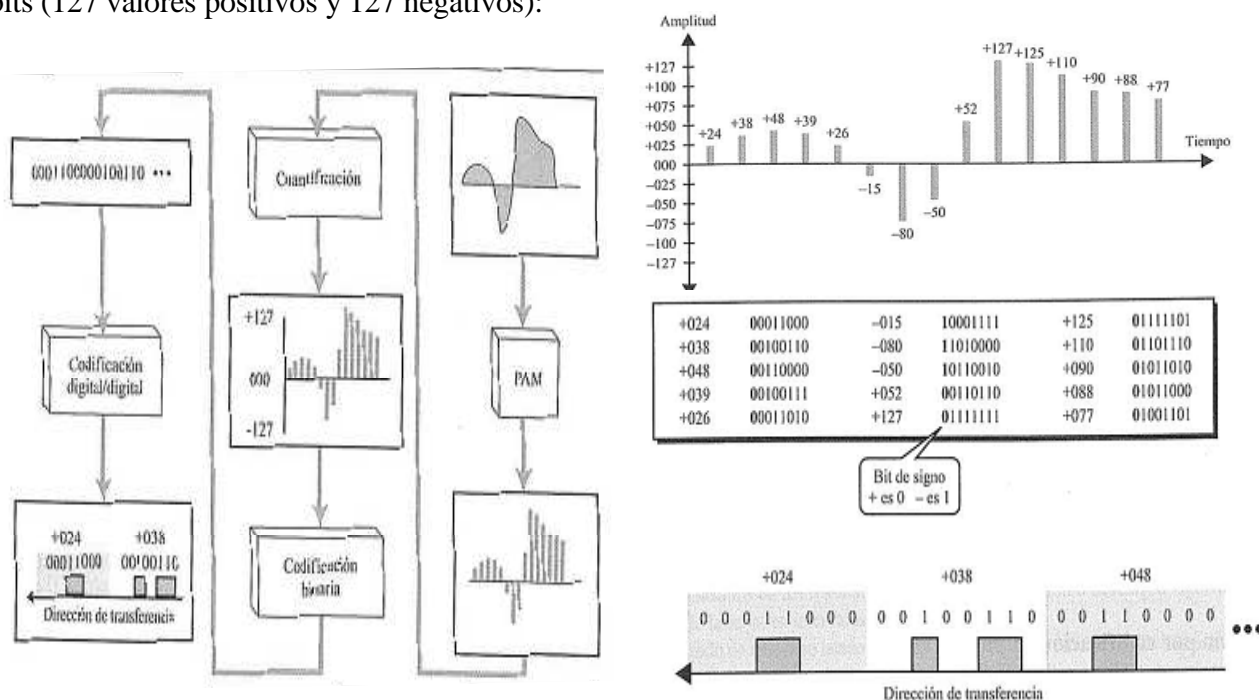 bits (127 valores positivos y 127 negativos):
000110000010011​0 •••
Codificación
digital/digital
+024 +038
00011000 00100110
Dirección de transferencia
Cuantificación
+127
000
-127
Codificación
binaria
PAM
Amplitud
+127
+100
+075
+050
+025
000
−025
−050
−075
−100
−127
+24 +38 +48 +39 +26 −15 −80 −50 +52 +127 +125 +110 +90 +88 +77
Tiempo
+024 00011000 −015 10001111 +125 01111101
+038 00100110 −080 11010000 +110 01101110
+048 00110000 −050 10110010 +090 01011010
+039 00100111 +052 00110110 +088 01011000
+026 00011010 +127 01111111 +077 01001101
Bit de signo
+ es 0 − es 1
+024 +038 +048
0 0 0 1 1 0 0 0 0 0 1 0 0 1 1 0 0 0 1 1 0 0 0 0 •••
Dirección de transferencia